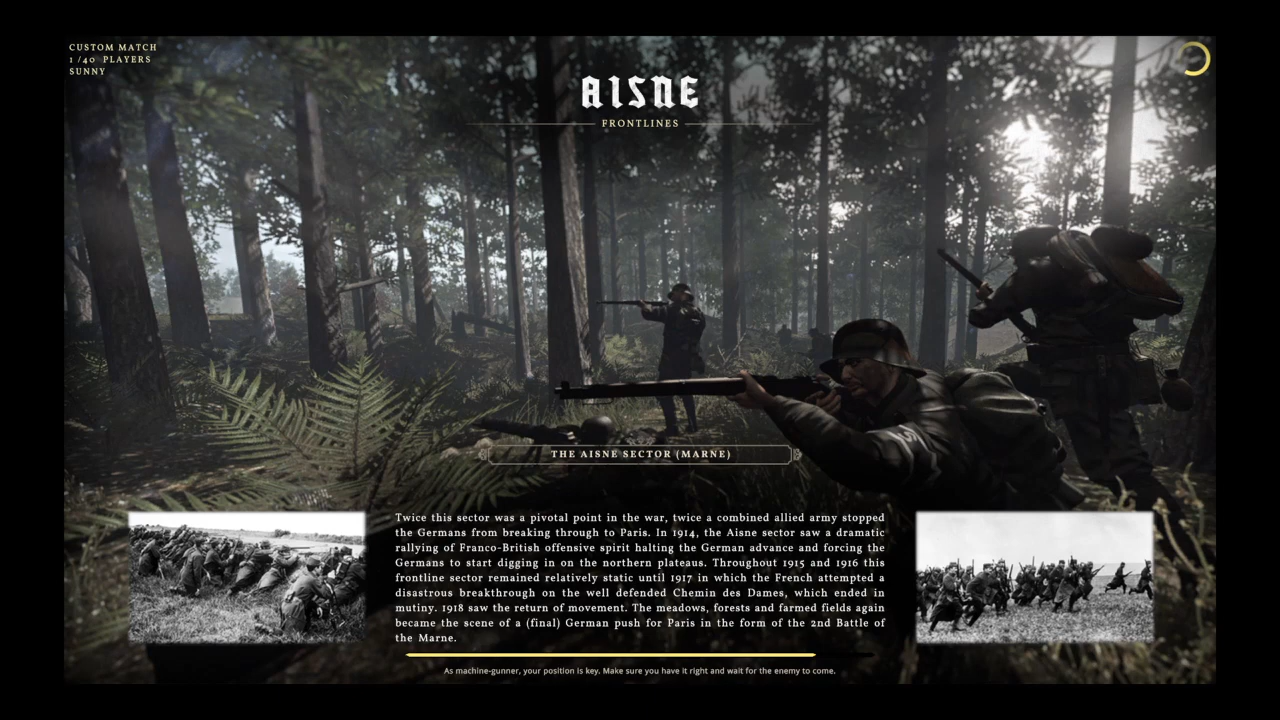 CUSTOM MATCH
1 /40 PLAYERS
SUNNY
AISNE
FRONTLINES
THE AISNE SECTOR (MARNE)
Twice this sector was a pivotal point in the war, twice a combined allied army stopped
the Germans from breaking through to Paris. In 1914, the Aisne sector saw a dramatic
rallying of Franco-British offensive spirit halting the German advance and forcing the
Germans to start digging in on the northern plateaus. Throughout 1915 and 1916 this
frontline sector remained relatively static until 1917 in which the French attempted a
disastrous breakthrough on the well defended Chemin des Dames, which ended in
mutiny. 1918 saw the return of movement. The meadows, forests and farmed fields again
became the scene of a (final) German push for Paris in the form of the 2nd Battle of
the Marne.
As machine-gunner, your position is key. Make sure you have it right and wait for the enemy to come.